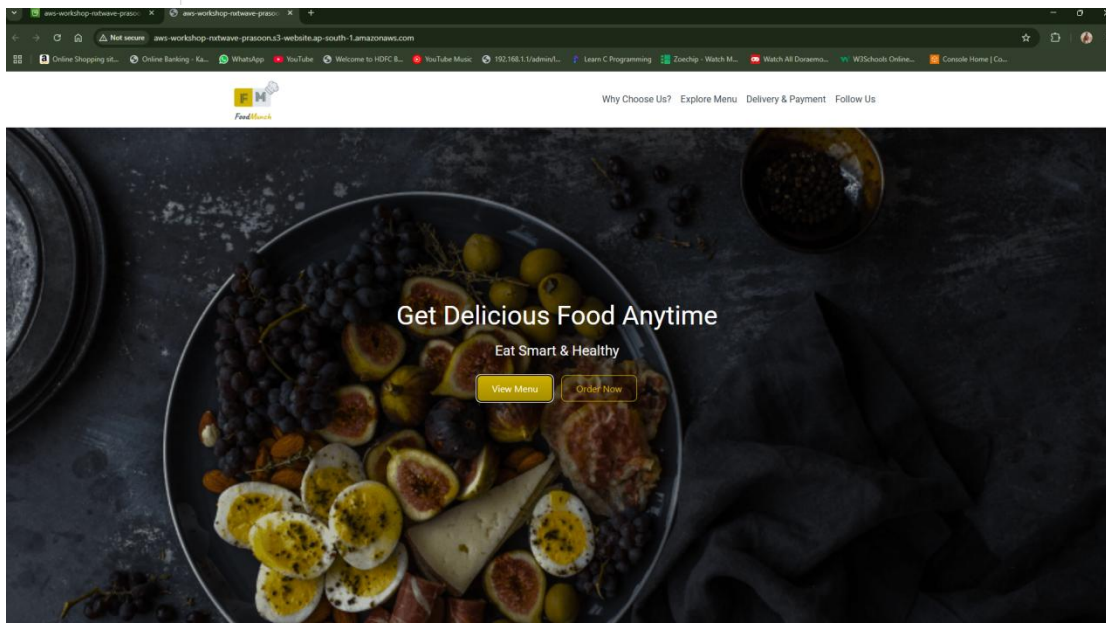 aws-workshop-nxtwave-prasoo
aws-workshop-nxtwave-prasoo
Not secure aws-workshop-nxtwave-prasoon.s3-website.ap-south-1.amazonaws.com
Online Shopping sit... Online Banking - Ka... WhatsApp YouTube Welcome to HDFC B... YouTube Music 192.168.1.1/admin/l... Learn C Programming Zoechip - Watch M... Watch All Doraemo... W3Schools Online... Console Home | Co...
F M
FoodMunch
Why Choose Us? Explore Menu Delivery & Payment Follow Us
Get Delicious Food Anytime
Eat Smart & Healthy
View Menu Order Now